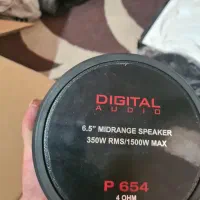 DIGITAL
AUDIO
6.5" MIDRANGE SPEAKER
350W RMS/1500W MAX
P 654
4 OHM